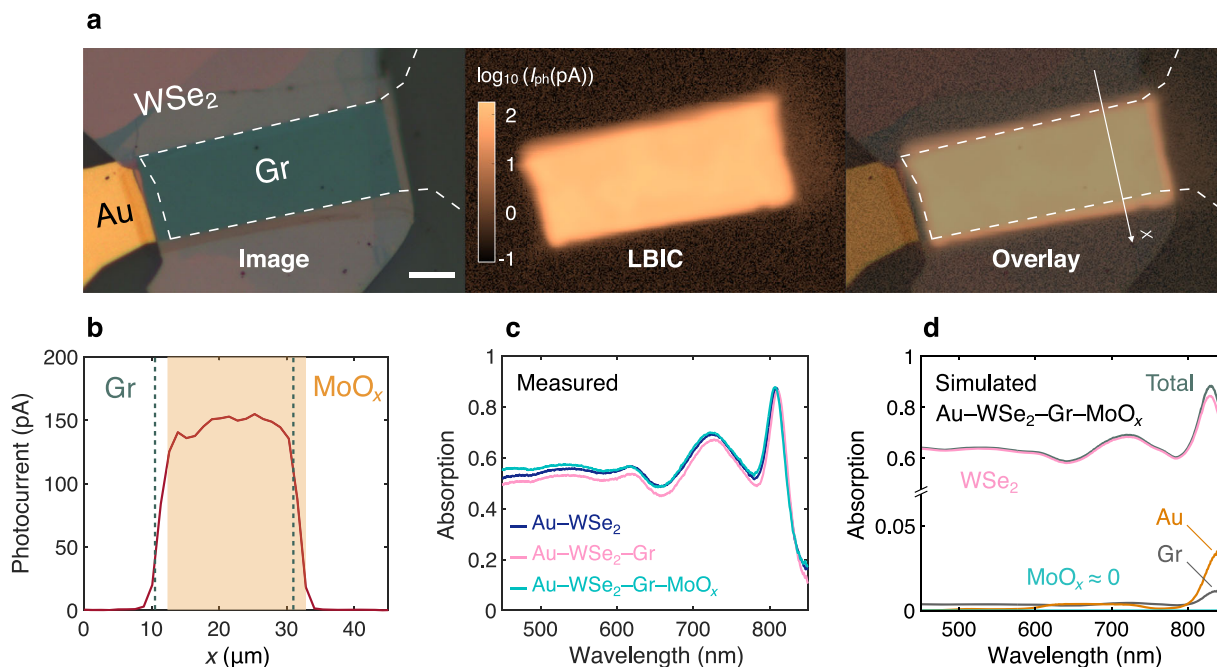 a
WSe₂
Gr
Au
Image
log₁₀ (Iₚₕ(pA))
2
1
0
-1
LBIC
x
Overlay
b
200
150
100
50
0
Photocurrent (pA)
Gr
MoOₓ
0 10 20 30 40
x (µm)
c
1
0.8
0.6
0.4
0.2
0
Absorption
Measured
Au–WSe₂
Au–WSe₂–Gr
Au–WSe₂–Gr–MoOₓ
500 600 700 800
Wavelength (nm)
d
1
0.8
0.6
0.05
0
Absorption
Simulated
Total
Au–WSe₂–Gr–MoOₓ
WSe₂
Au
Gr
MoOₓ ≈ 0
500 600 700 800
Wavelength (nm)